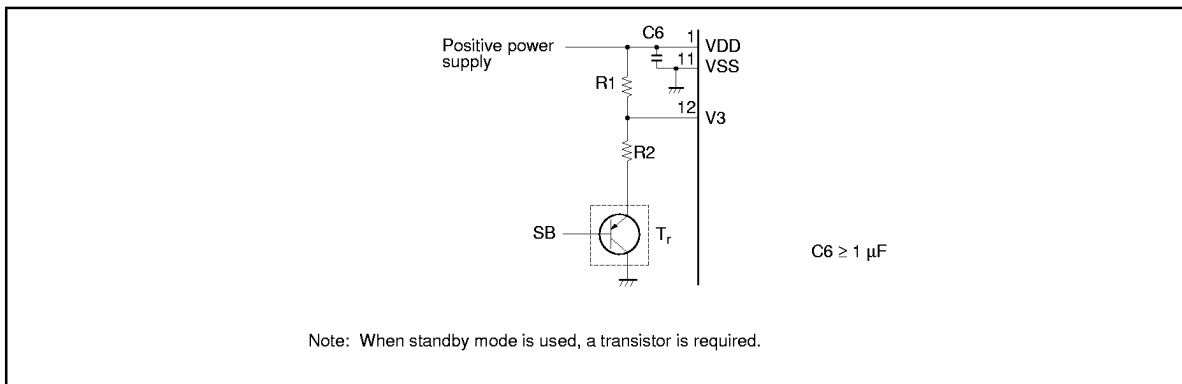 Positive power
supply
C6
1
VDD
11
VSS
R1
12
V3
R2
SB
Tr
C6 ≥ 1 μF
Note: When standby mode is used, a transistor is required.